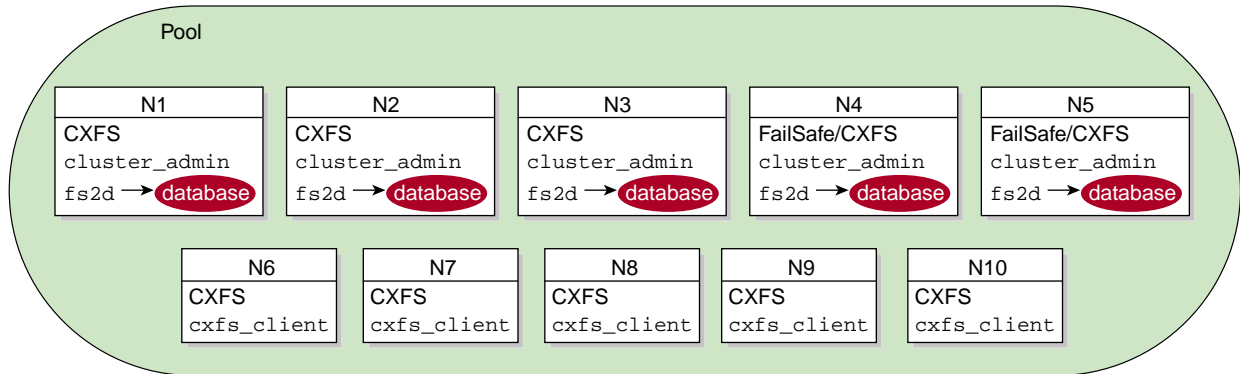 Pool
N1 N2 N3 N4 N5
CXFS CXFS CXFS FailSafe/CXFS FailSafe/CXFS
cluster_admin cluster_admin cluster_admin cluster_admin cluster_admin
fs2d database fs2d database fs2d database fs2d database fs2d database
N6 N7 N8 N9 N10
CXFS CXFS CXFS CXFS CXFS
cxfs_client cxfs_client cxfs_client cxfs_client cxfs_client